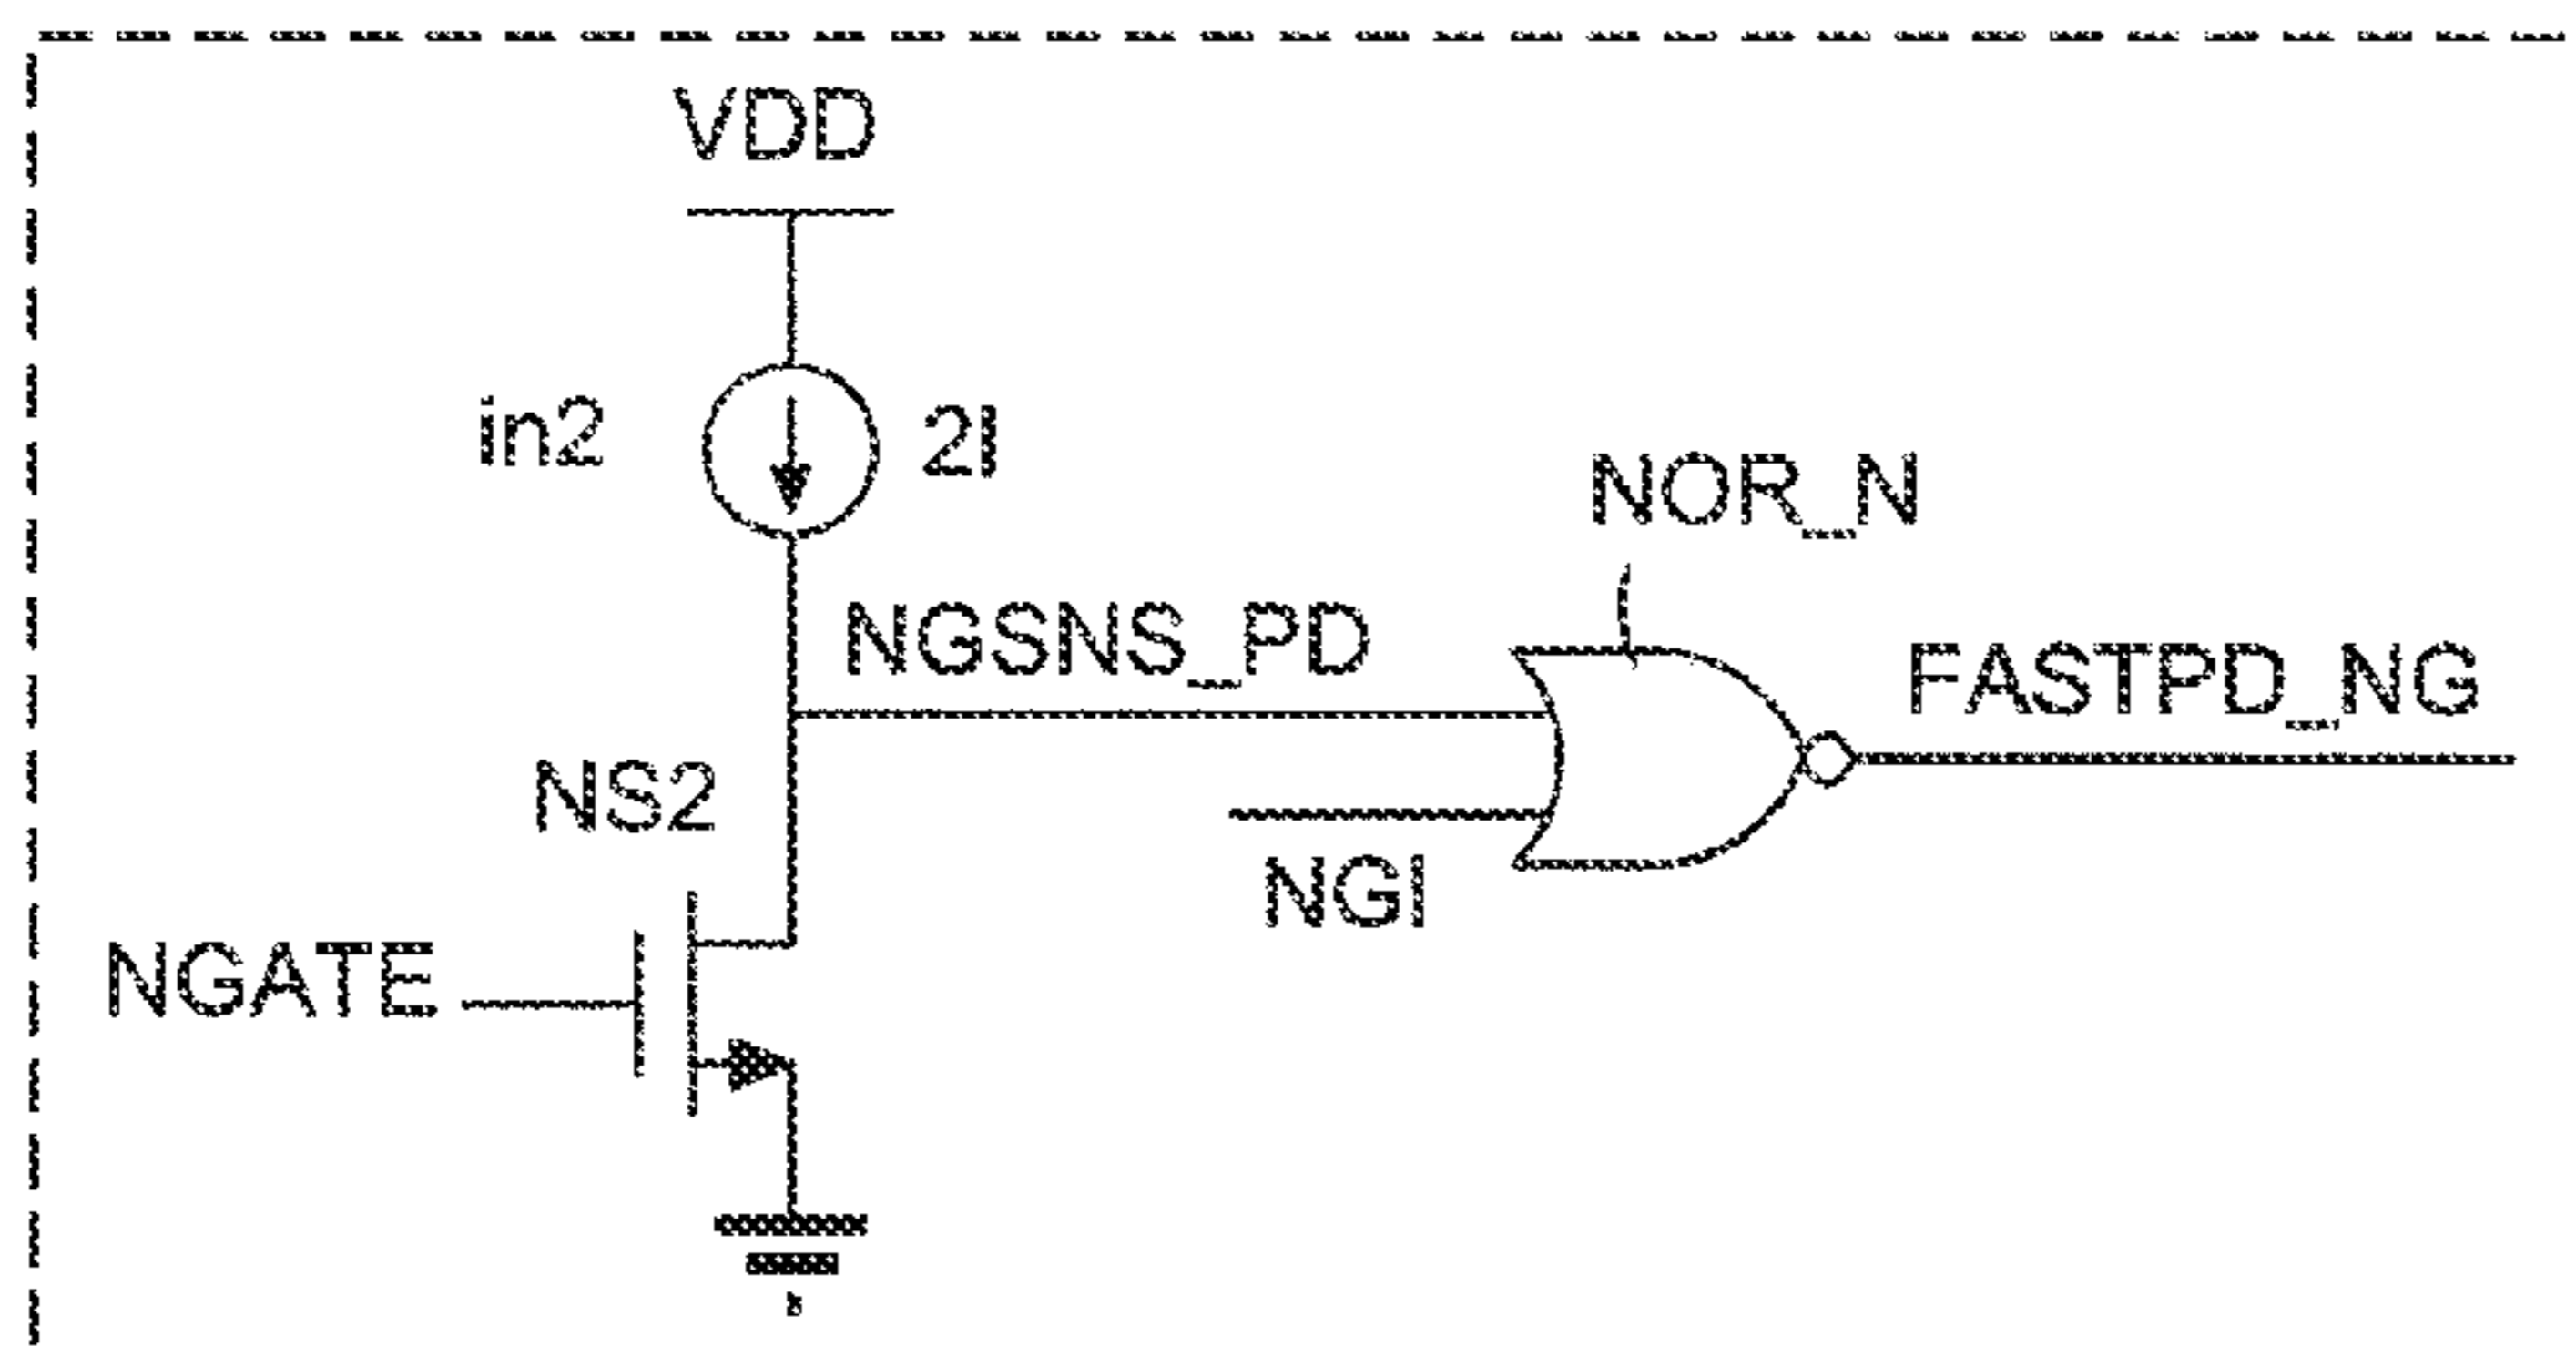 VDD
in2
2I
NOR_N
NGSNS_PD
FASTPD_NG
NS2
NGI
NGATE